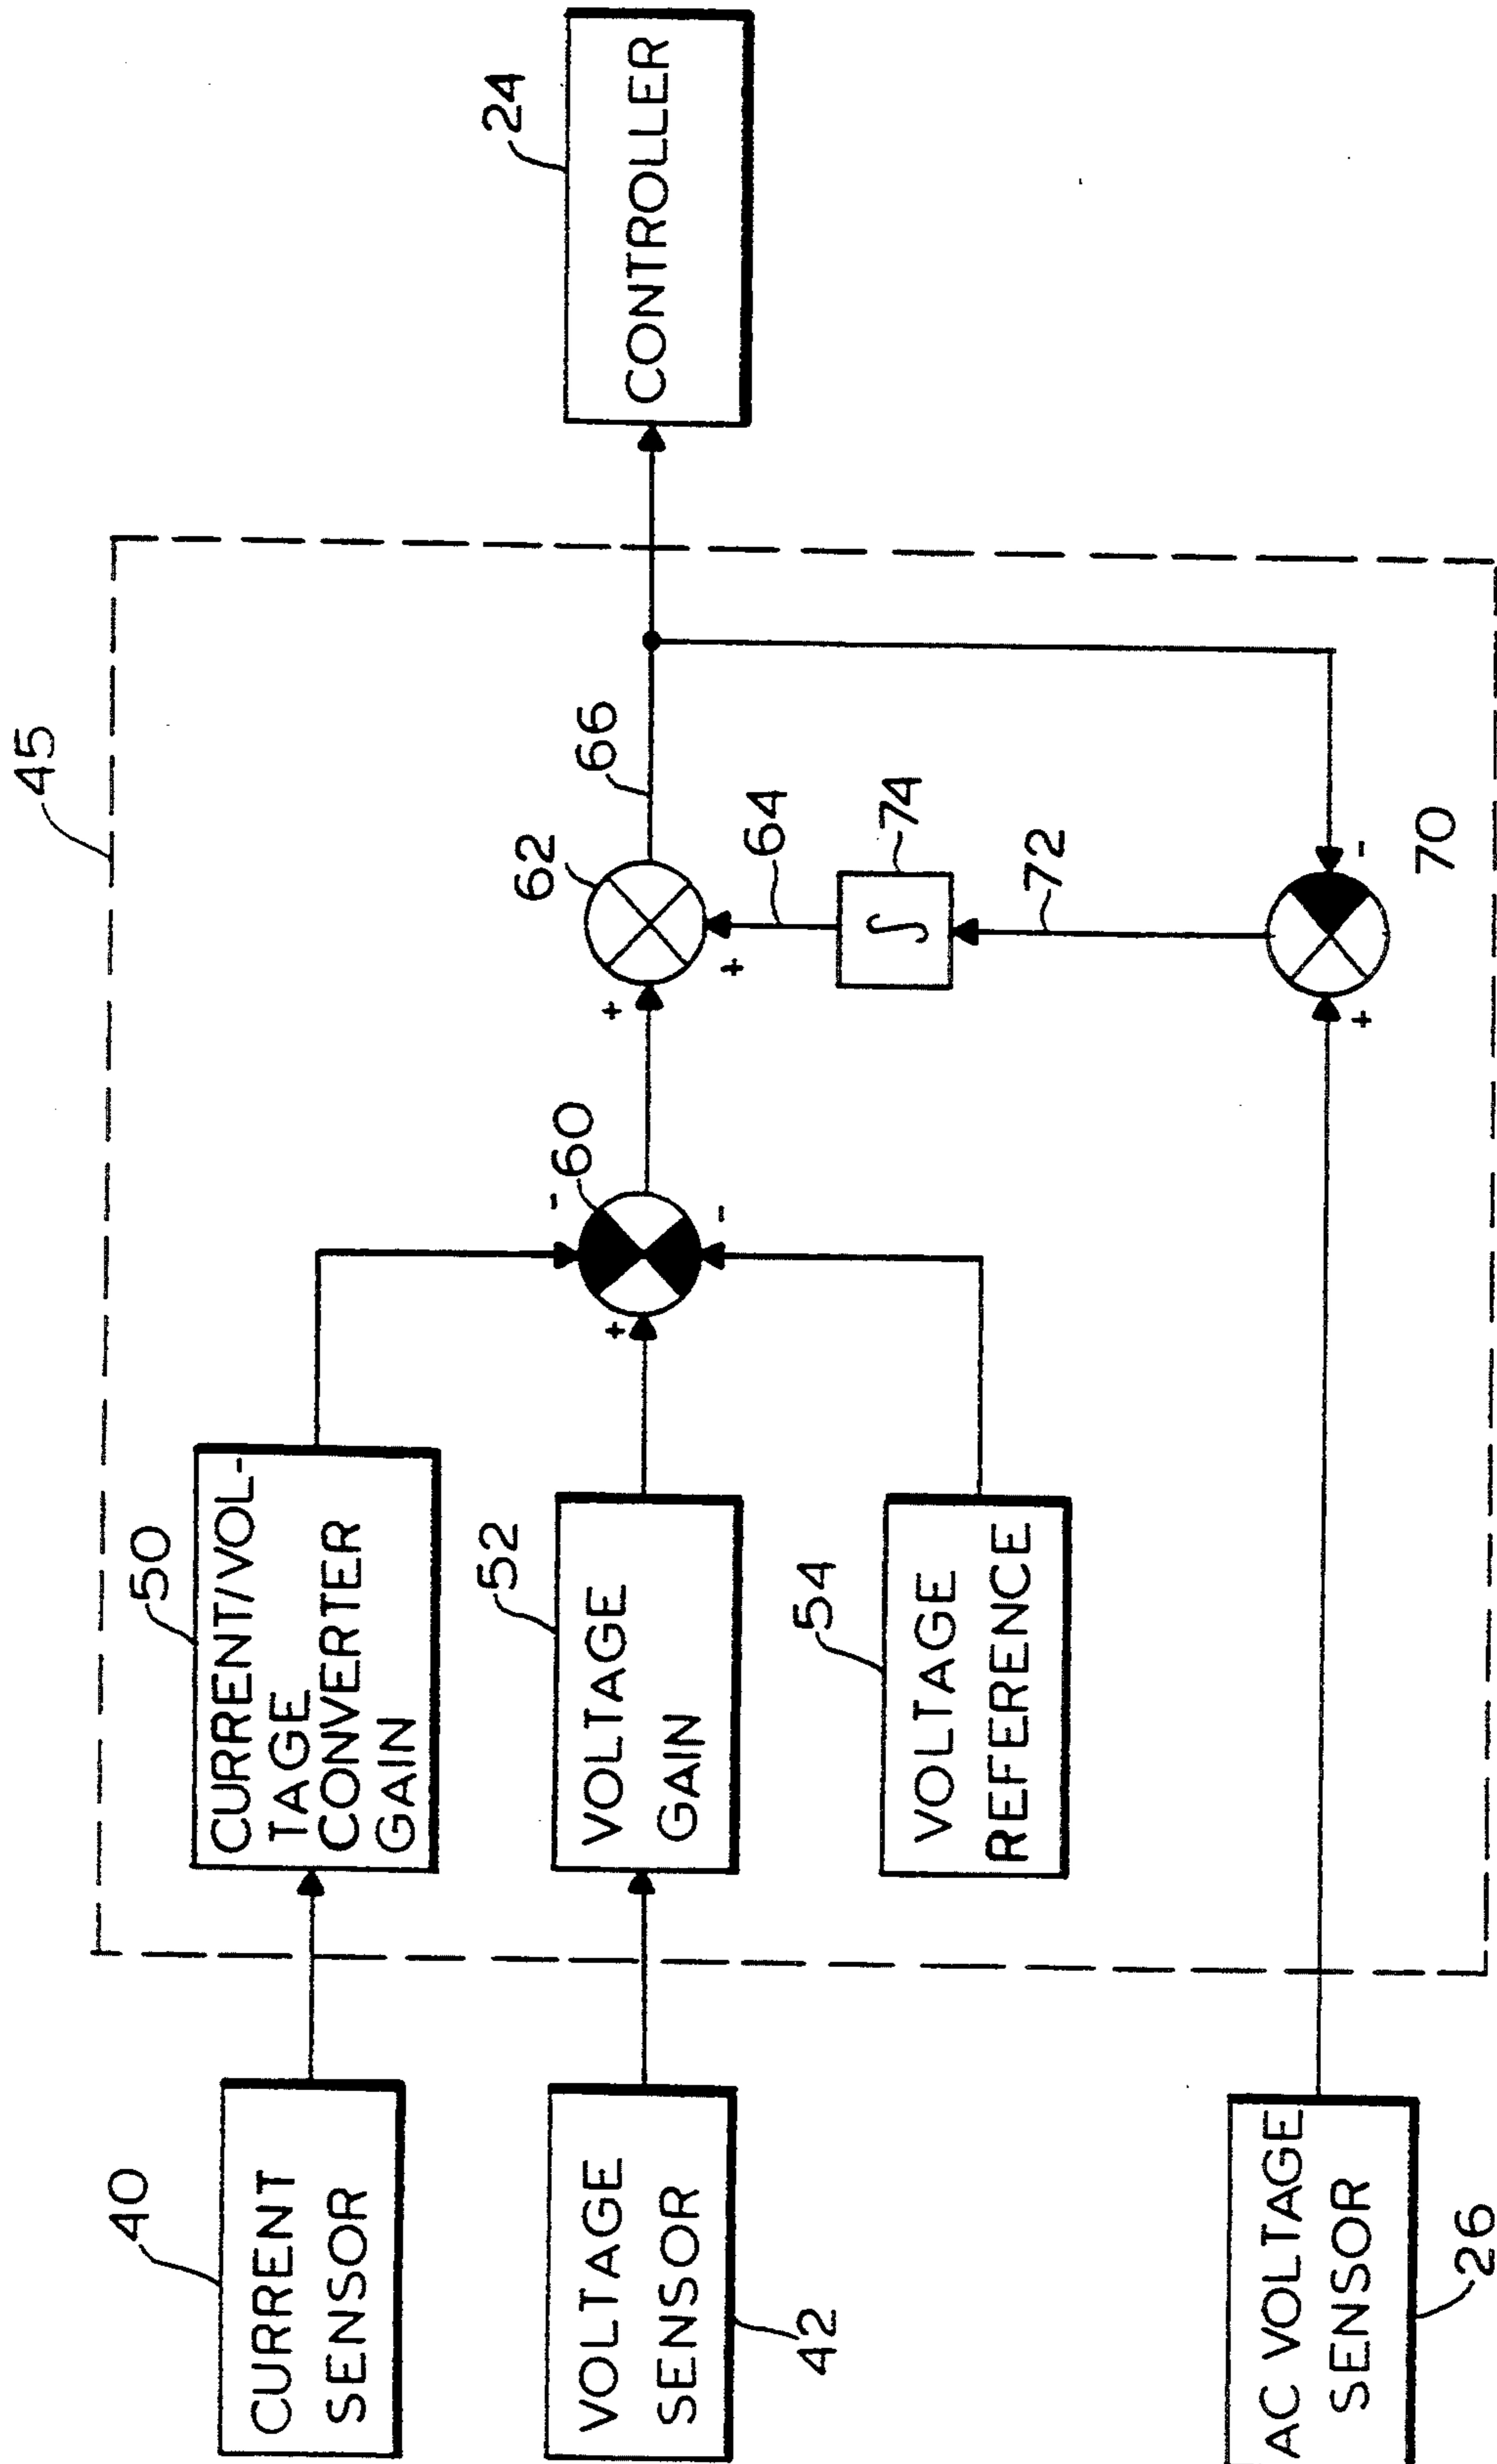 45
40
CURRENT
SENSOR
50
CURRENT/VOL-
TAGE
CONVERTER
GAIN
42
VOLTAGE
SENSOR
52
VOLTAGE
GAIN
54
VOLTAGE
REFERENCE
-
60
+
-
62
+
+
66
64
74
∫
72
24
CONTROLLER
AC VOLTAGE
SENSOR
26
+
-
70